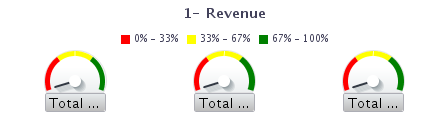 1- Revenue
0% - 33% 33% - 67% 67% - 100%
Total ... Total ... Total ...